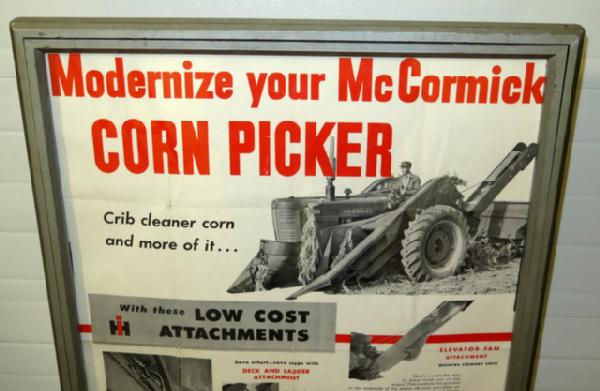 Modernize your McCormick
CORN PICKER
Crib cleaner corn
and more of it...
With these LOW COST
IH ATTACHMENTS
ELEVATOR FAN
ATTACHMENT
DECK AND LADDER
ATTACHMENT